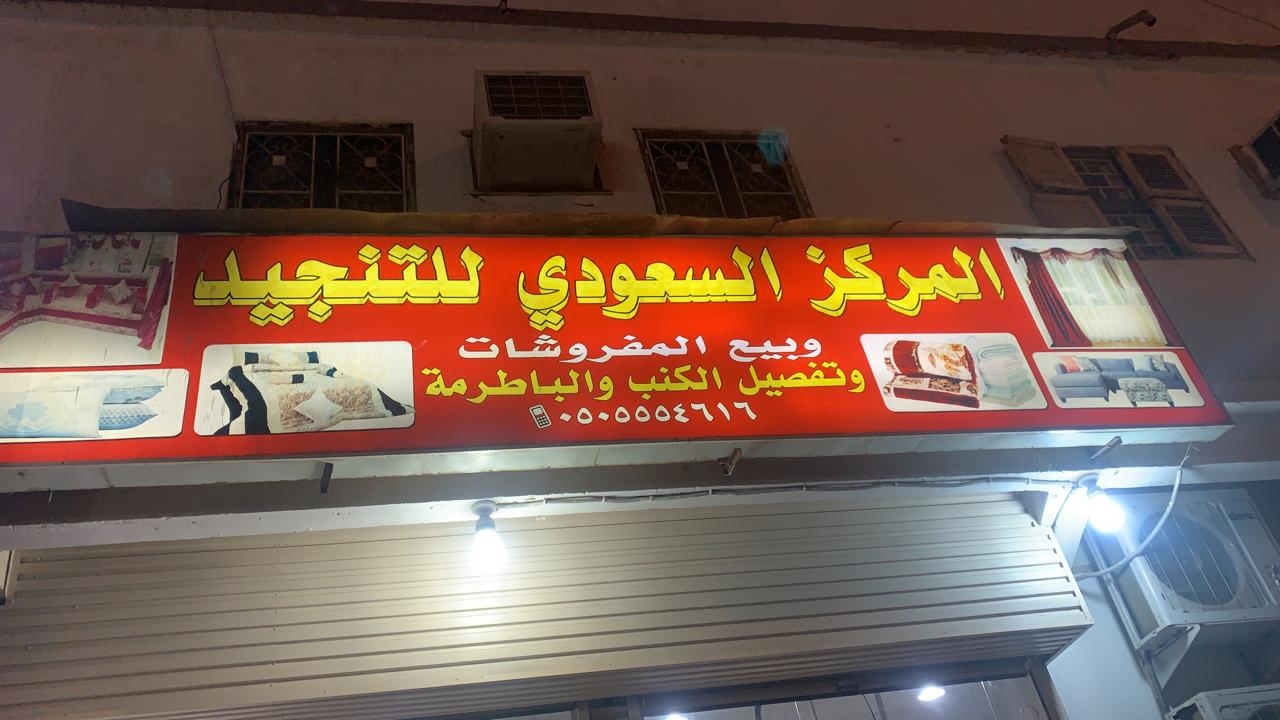 المركز السعودي للتنجيد
وبيع المفروشات
وتفصيل الكنب والباطرمة
٠٥٠٥٥٥٤٦١٦